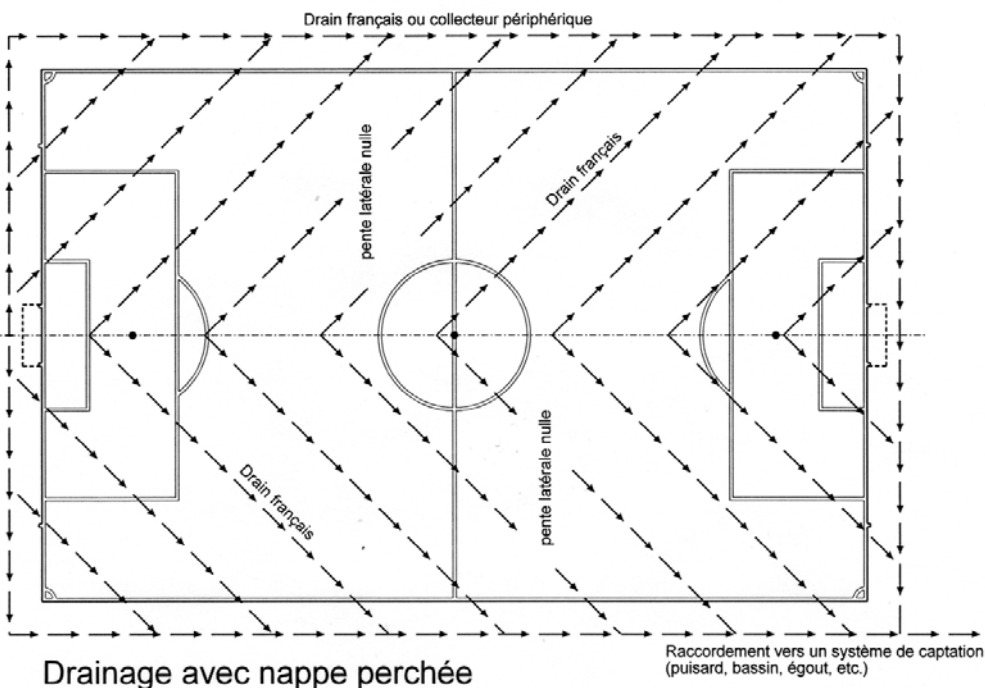 Drain français ou collecteur périphérique
pente latérale nulle
Drain français
Drain français
pente latérale nulle
Raccordement vers un système de captation
(puisard, bassin, égout, etc.)
Drainage avec nappe perchée